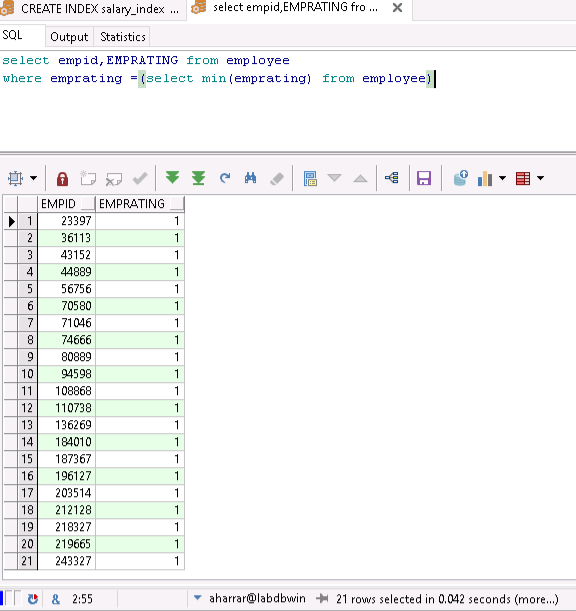 CREATE INDEX salary_index ...
select empid,EMPRATING fro ...
SQL Output Statistics
select empid,EMPRATING from employee
where emprating =(select min(emprating) from employee)
EMPID EMPRATING
1 23397 1
2 36113 1
3 43152 1
4 44889 1
5 56756 1
6 70580 1
7 71046 1
8 74666 1
9 80889 1
10 94598 1
11 108868 1
12 110738 1
13 136269 1
14 184010 1
15 187367 1
16 196127 1
17 203514 1
18 212128 1
19 218327 1
20 219665 1
21 243327 1
& 2:55 aharrar@labdbwin 21 rows selected in 0.042 seconds (more...)